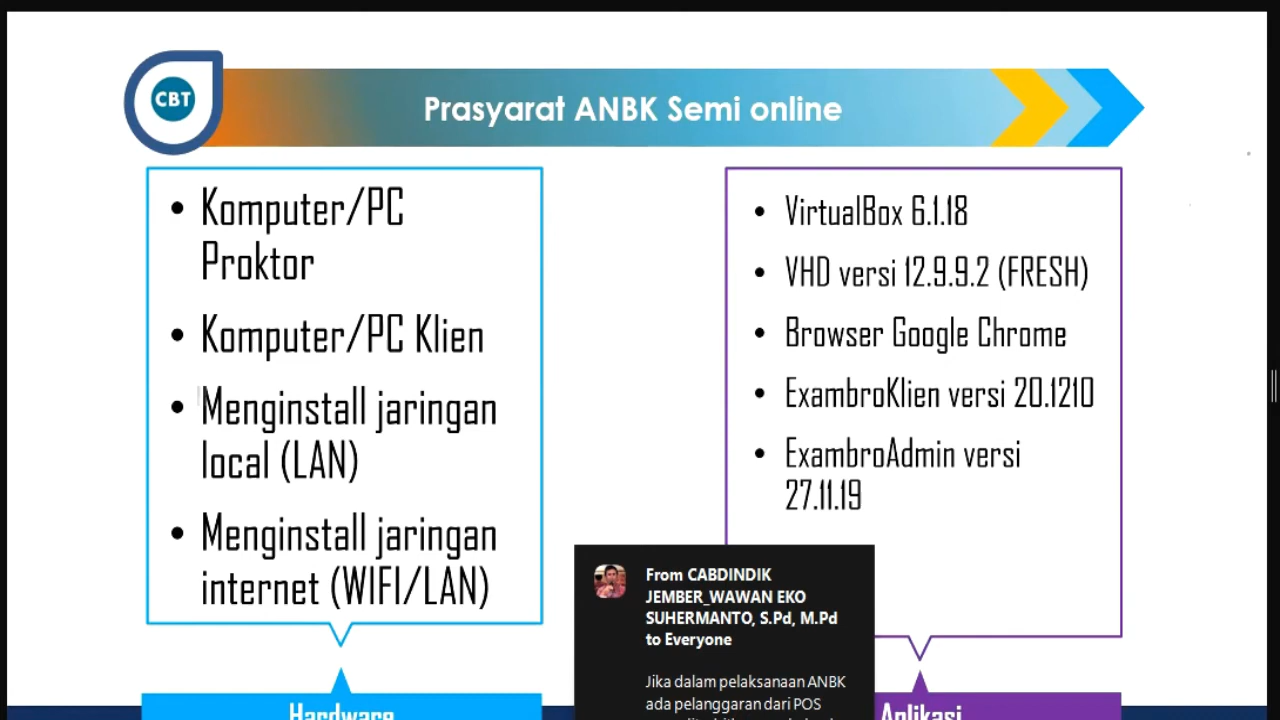 CBT
Prasyarat ANBK Semi online
• Komputer/PC
Proktor
• Komputer/PC Klien
• Menginstall jaringan
local (LAN)
• Menginstall jaringan
internet (WIFI/LAN)
Hardware
• VirtualBox 6.1.18
• VHD versi 12.9.9.2 (FRESH)
• Browser Google Chrome
• ExambroKlien versi 20.1210
• ExambroAdmin versi
27.11.19
Aplikasi
From CABDINDIK
JEMBER_WAWAN EKO
SUHERMANTO, S.Pd, M.Pd
to Everyone
Jika dalam pelaksanaan ANBK
ada pelanggaran dari POS